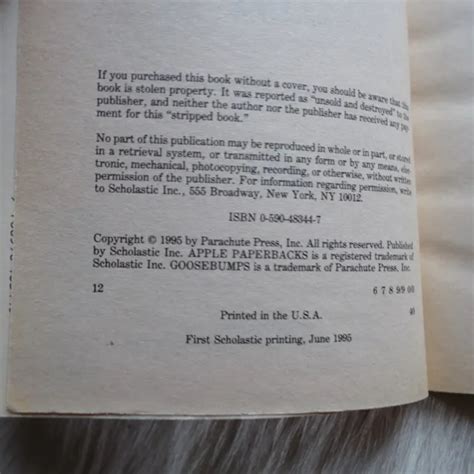 If you purchased this book without a cover, you should be aware that this
book is stolen property. It was reported as "unsold and destroyed" to the
publisher, and neither the author nor the publisher has received any pay-
ment for this "stripped book."
No part of this publication may be reproduced in whole or in part, or stored
in a retrieval system, or transmitted in any form or by any means, elec-
tronic, mechanical, photocopying, recording, or otherwise, without written
permission of the publisher. For information regarding permission, write
to Scholastic Inc., 555 Broadway, New York, NY 10012.
ISBN 0-590-48344-7
Copyright © 1995 by Parachute Press, Inc. All rights reserved. Published
by Scholastic Inc. APPLE PAPERBACKS is a registered trademark of
Scholastic Inc. GOOSEBUMPS is a trademark of Parachute Press, Inc.
12 6 7 8 9/9 0 0
40
Printed in the U.S.A.
First Scholastic printing, June 1995